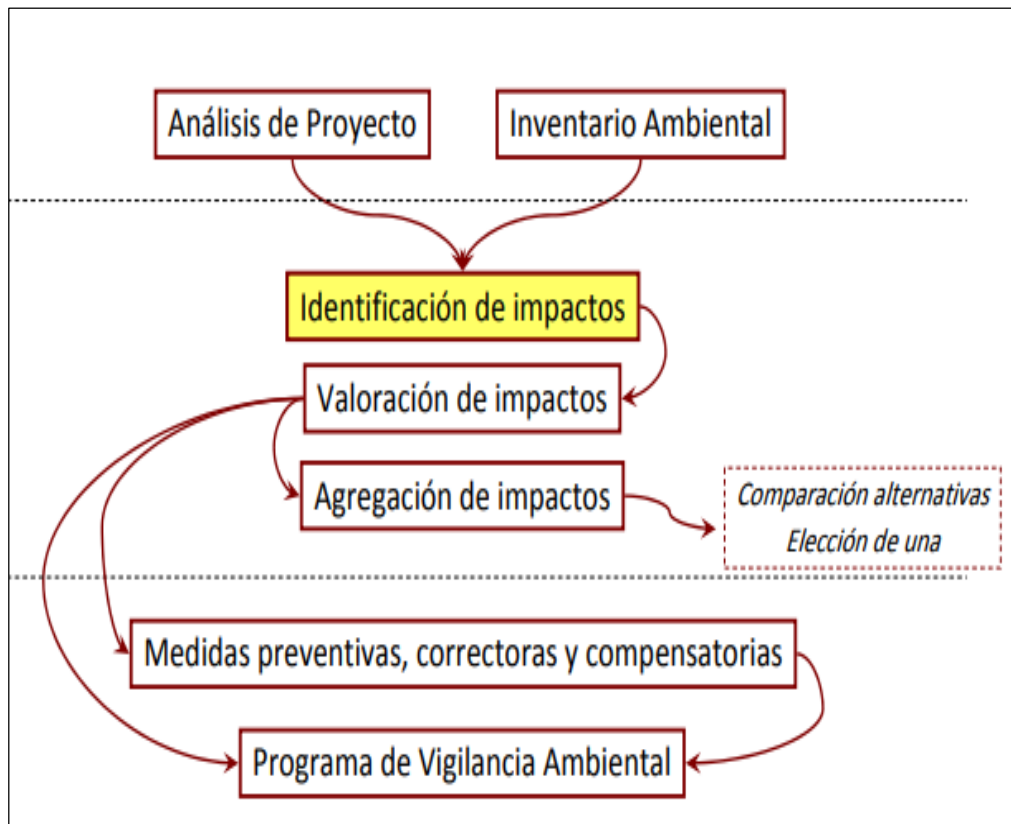 Análisis de Proyecto
Inventario Ambiental
Identificación de impactos
Valoración de impactos
Agregación de impactos
Comparación alternativas
Elección de una
Medidas preventivas, correctoras y compensatorias
Programa de Vigilancia Ambiental